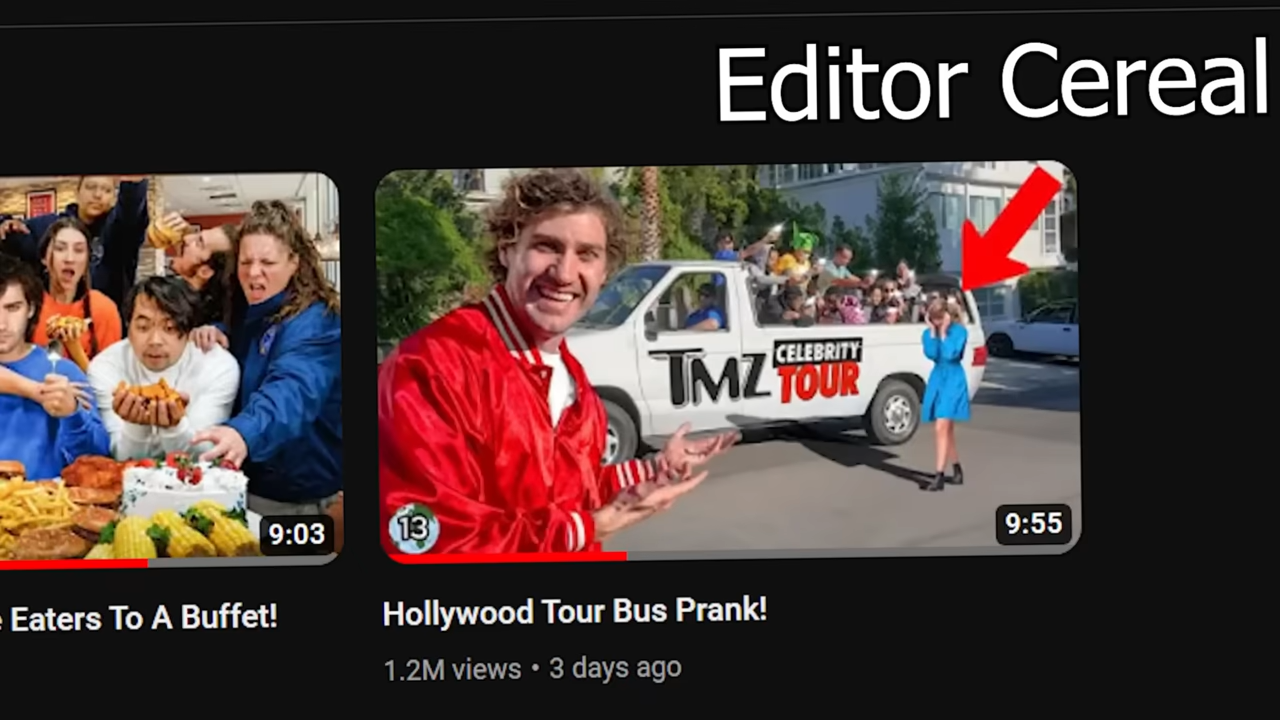 Editor Cereal
TMZ CELEBRITY
TOUR
13
9:03
9:55
Eaters To A Buffet!
Hollywood Tour Bus Prank!
1.2M views • 3 days ago